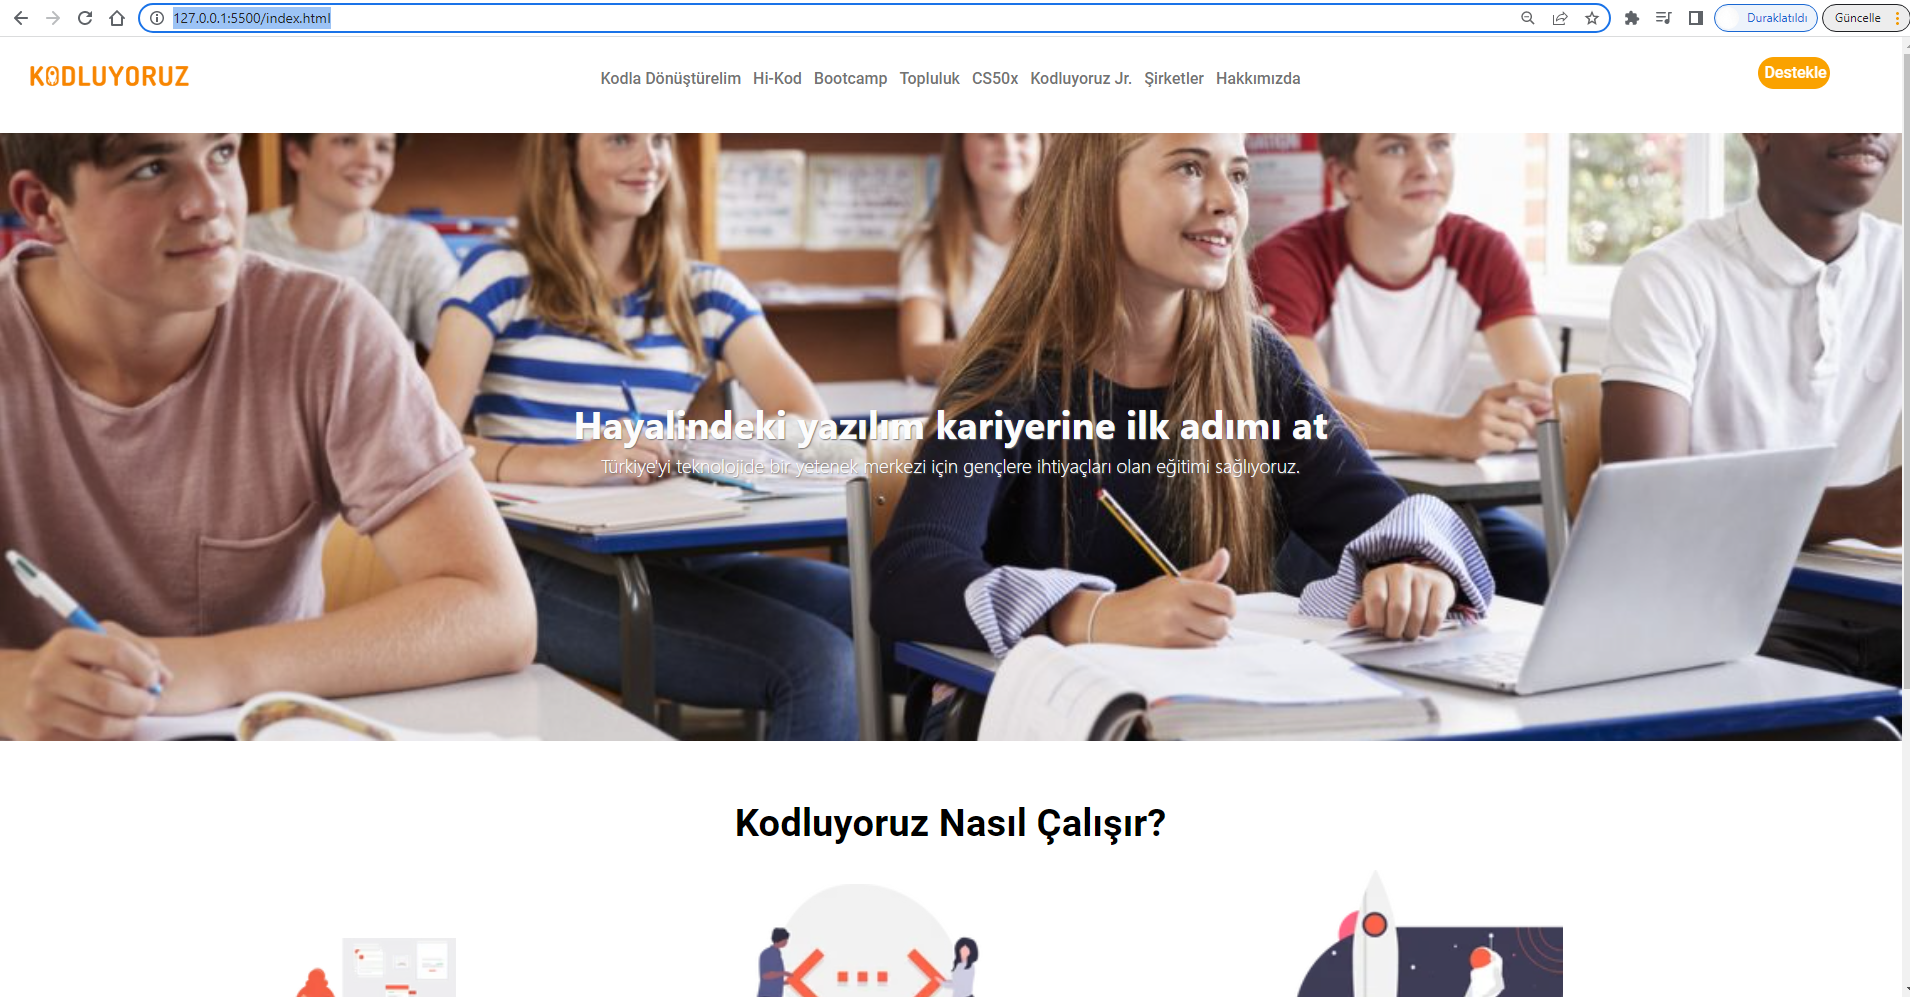 127.0.0.1:5500/index.html
Duraklatıldı
Güncelle
KODLUYORUZ
Kodla Dönüştürelim Hi-Kod Bootcamp Topluluk CS50x Kodluyoruz Jr. Şirketler Hakkımızda
Destekle
Hayalindeki yazılım kariyerine ilk adımı at
Türkiye'yi teknolojide bir yetenek merkezi için gençlere ihtiyaçları olan eğitimi sağlıyoruz.
Kodluyoruz Nasıl Çalışır?